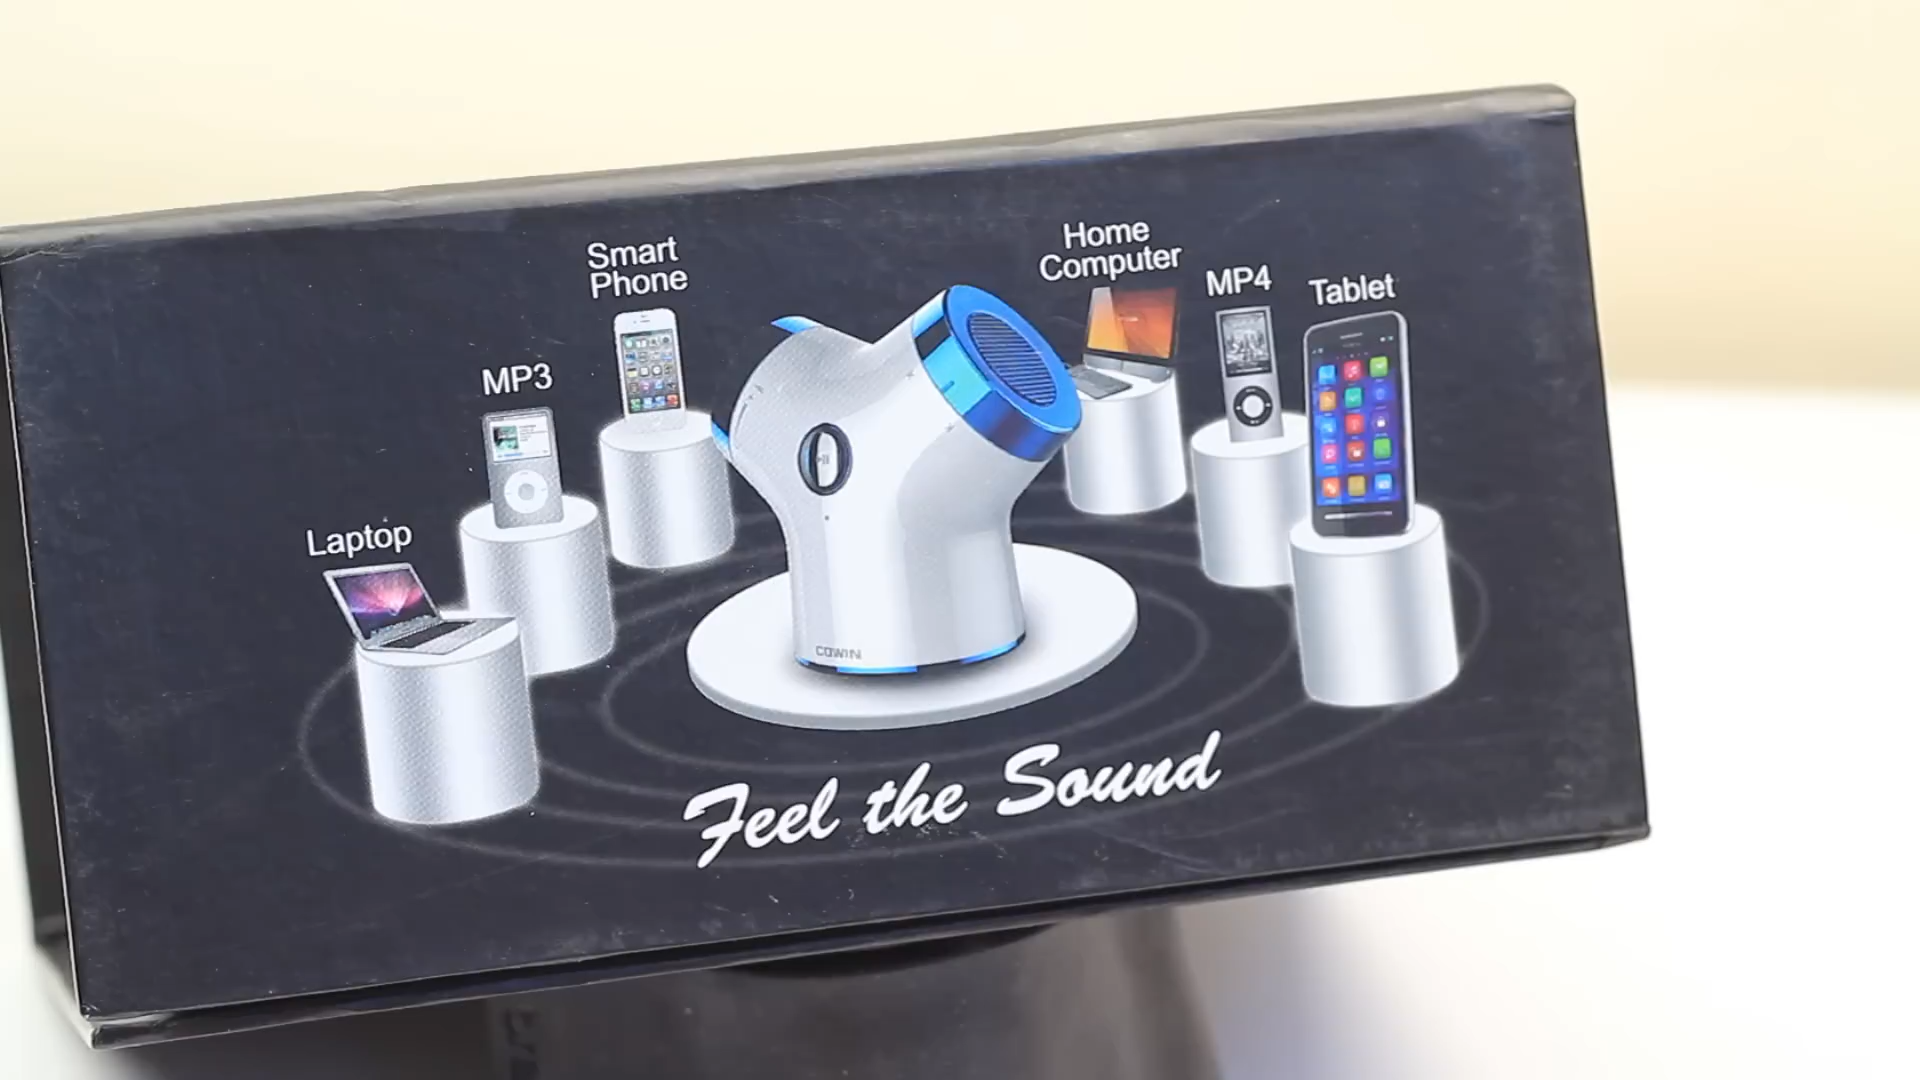 Smart
Phone
Home
Computer
MP4
Tablet
MP3
Laptop
COWIN
Feel the Sound